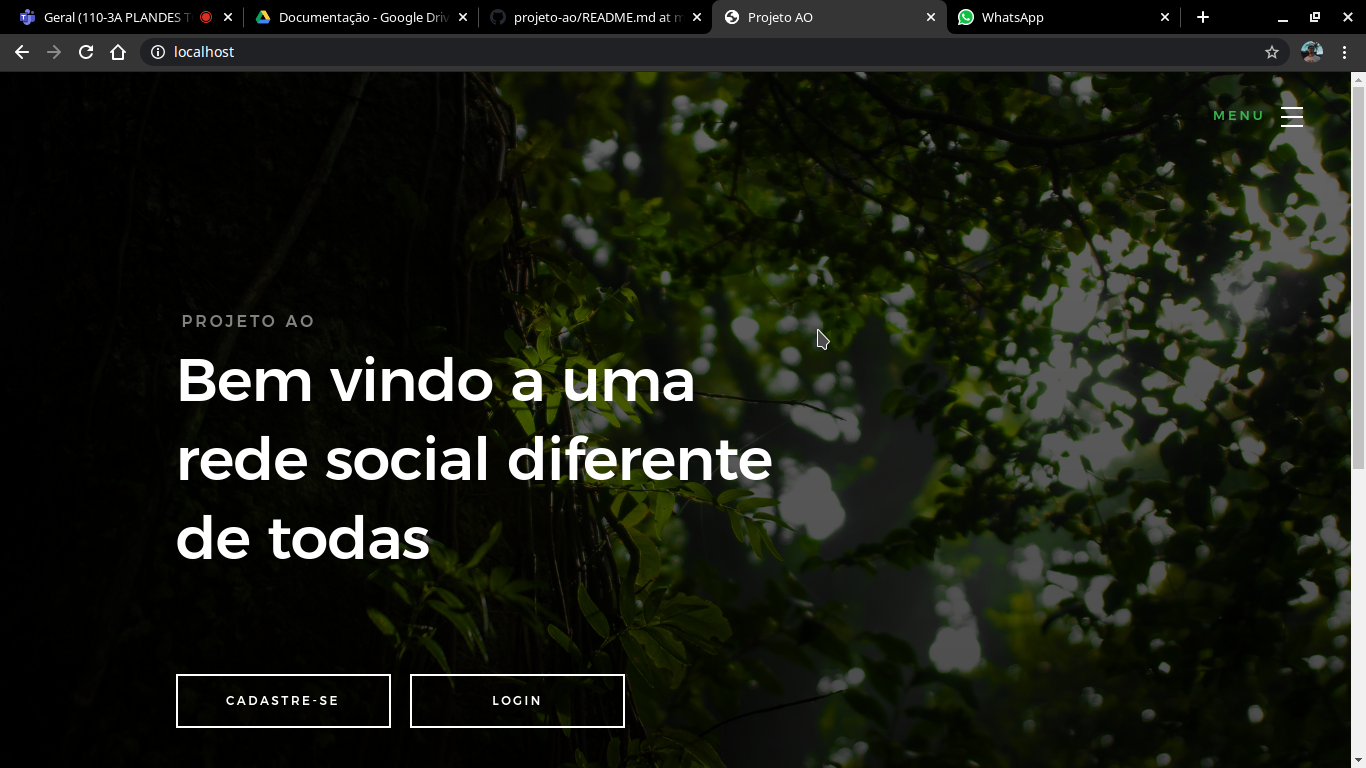 Geral (110-3A PLANDES T
Documentação - Google Driv
projeto-ao/README.md at m
Projeto AO
WhatsApp
localhost
MENU
PROJETO AO
Bem vindo a uma
rede social diferente
de todas
CADASTRE-SE
LOGIN